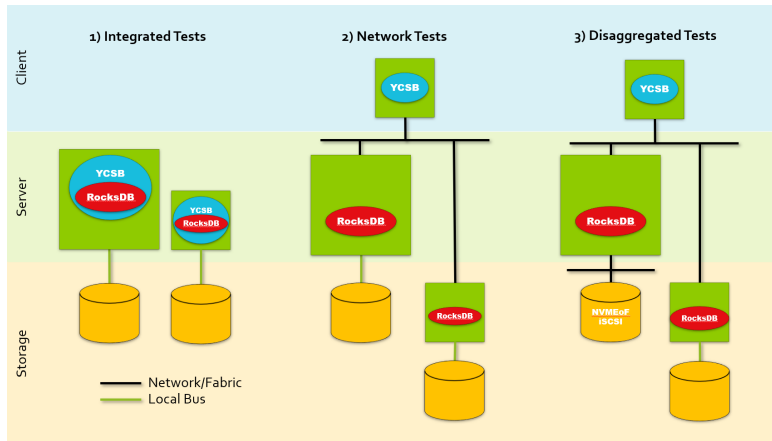 1) Integrated Tests
2) Network Tests
3) Disaggregated Tests
Client
YCSB
YCSB
Server
YCSB
RocksDB
YCSB
RocksDB
RocksDB
RocksDB
Storage
RocksDB
NVMEoF
iSCSI
RocksDB
Network/Fabric
Local Bus